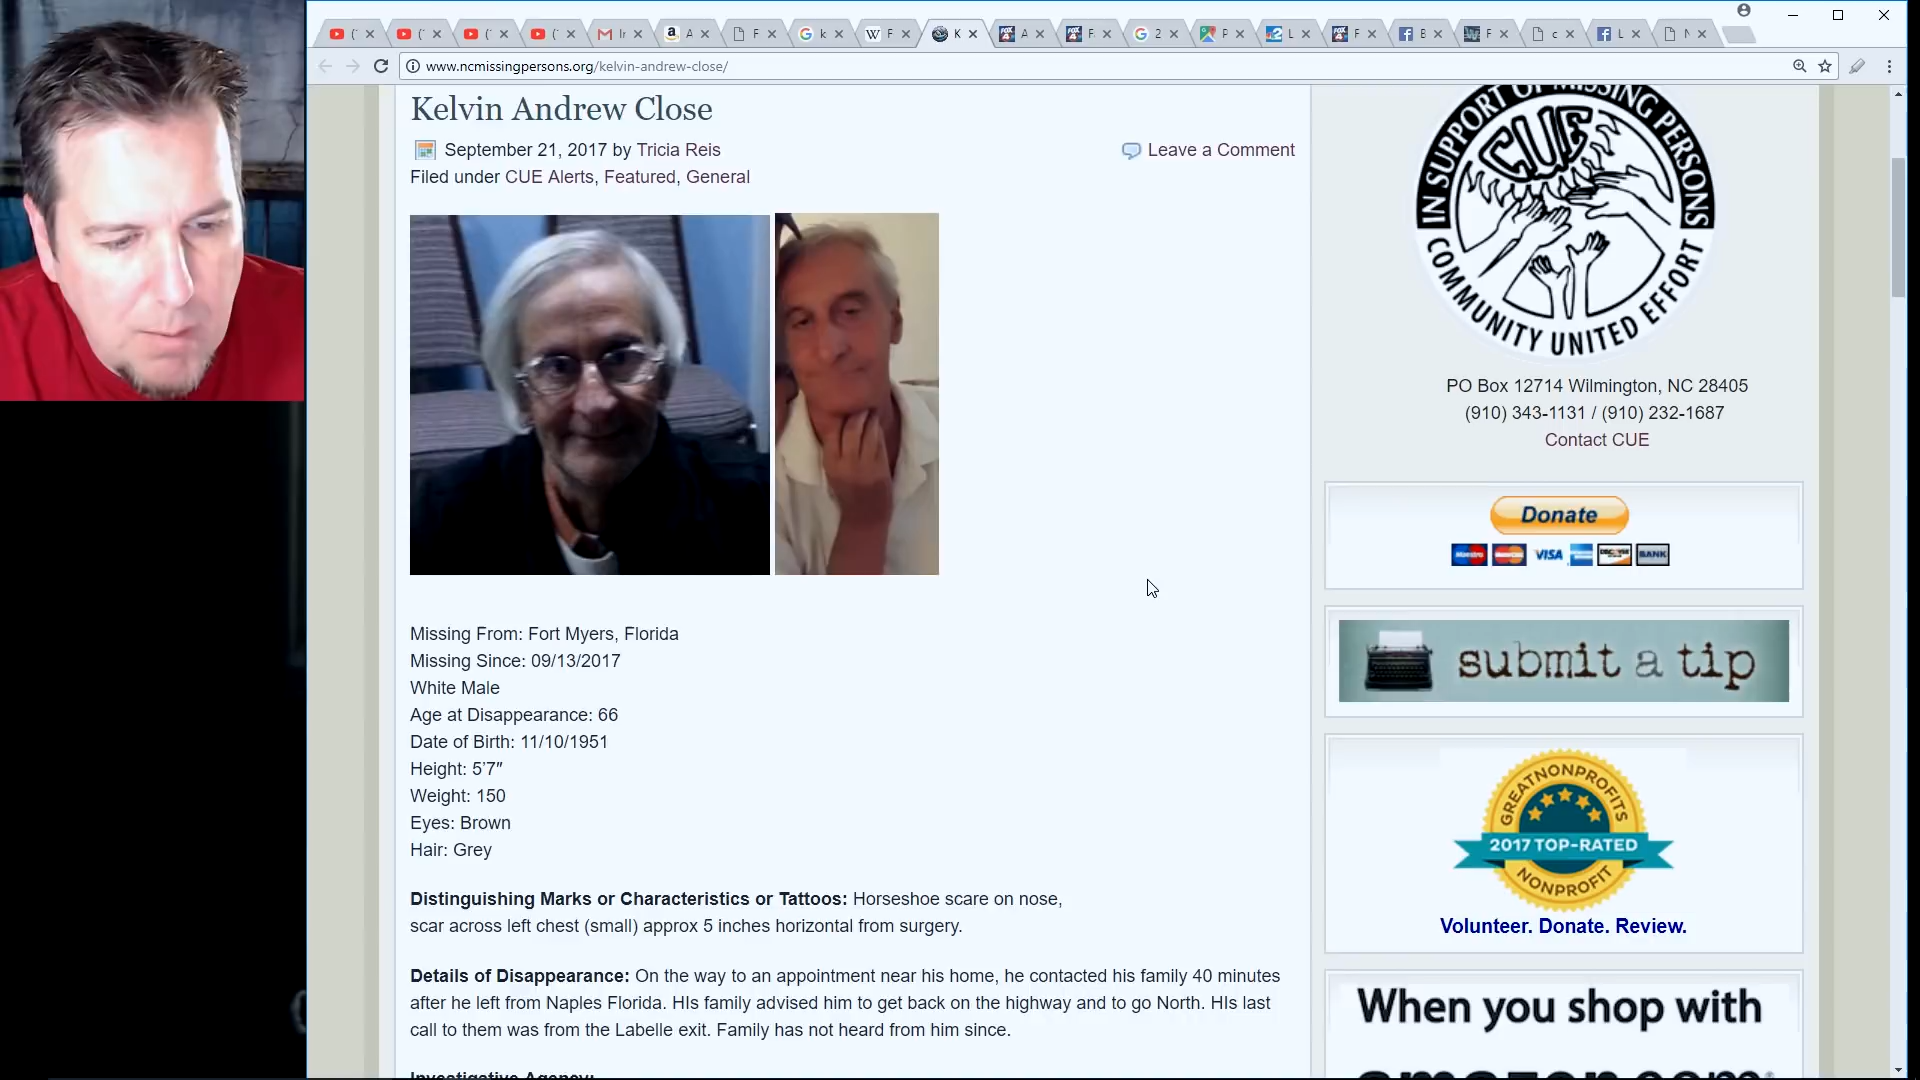 www.ncmissingpersons.org/kelvin-andrew-close/
Kelvin Andrew Close
September 21, 2017 by Tricia Reis
Leave a Comment
Filed under CUE Alerts, Featured, General
Missing From: Fort Myers, Florida
Missing Since: 09/13/2017
White Male
Age at Disappearance: 66
Date of Birth: 11/10/1951
Height: 5'7"
Weight: 150
Eyes: Brown
Hair: Grey
Distinguishing Marks or Characteristics or Tattoos: Horseshoe scare on nose,
scar across left chest (small) approx 5 inches horizontal from surgery.
Details of Disappearance: On the way to an appointment near his home, he contacted his family 40 minutes
after he left from Naples Florida. HIs family advised him to get back on the highway and to go North. HIs last
call to them was from the Labelle exit. Family has not heard from him since.
Investigative Agency:
IN SUPPORT OF MISSING PERSONS
CUE
COMMUNITY UNITED EFFORT
PO Box 12714 Wilmington, NC 28405
(910) 343-1131 / (910) 232-1687
Contact CUE
Donate
VISA
BANK
submit a tip
GREATNONPROFITS
2017 TOP-RATED
NONPROFIT
Volunteer. Donate. Review.
When you shop with
amazon.com